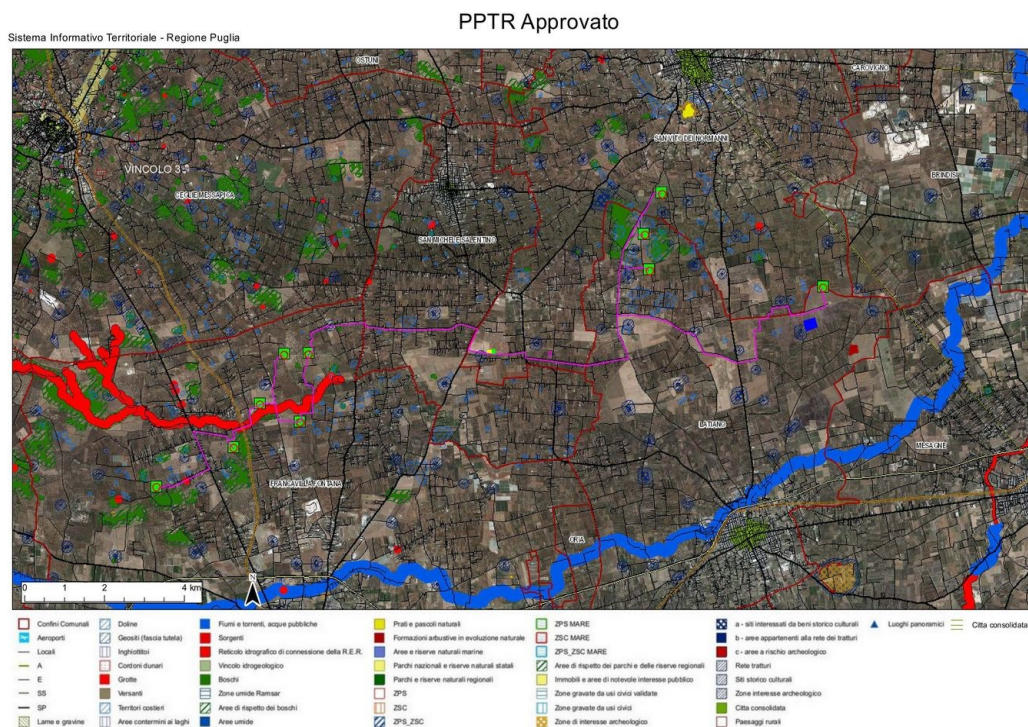 PPTR Approvato
Sistema Informativo Territoriale - Regione Puglia
OSTUNI
CAROVIGNO
SAN VITO DEI NORMANNI
VINCOLO 3
CEGLIE MESSAPICA
BRINDISI
SAN MICHELE SALENTINO
LATIANO
MESAGNE
FRANCAVILLA FONTANA
ORIA
0 1 2 4 km
N
Confini Comunali
Aeroporti
Locali
A
E
SS
SP
Lame e gravine
Doline
Geositi (fascia tutela)
Inghiottitoi
Cordoni dunari
Grotte
Versanti
Territori costieri
Aree contermini ai laghi
Fiumi e torrenti, acque pubbliche
Sorgenti
Reticolo idrografico di connessione della R.E.R.
Vincolo idrogeologico
Boschi
Zone umide Ramsar
Aree di rispetto dei boschi
Aree umide
Prati e pascoli naturali
Formazioni arbustive in evoluzione naturale
Aree e riserve naturali marine
Parchi nazionali e riserve naturali statali
Parchi e riserve naturali regionali
ZPS
ZSC
ZPS_ZSC
ZPS MARE
ZSC MARE
ZPS_ZSC MARE
Aree di rispetto dei parchi e delle riserve regionali
Immobili e aree di notevole interesse pubblico
Zone gravate da usi civici validate
Zone gravate da usi civici
Zone di interesse archeologico
a - siti interessati da beni storico culturali
b - aree appartenenti alla rete dei tratturi
c - aree a rischio archeologico
Rete tratturi
Siti storico culturali
Zone interesse archeologico
Città consolidata
Paesaggi rurali
Luoghi panoramici
Citta consolidata